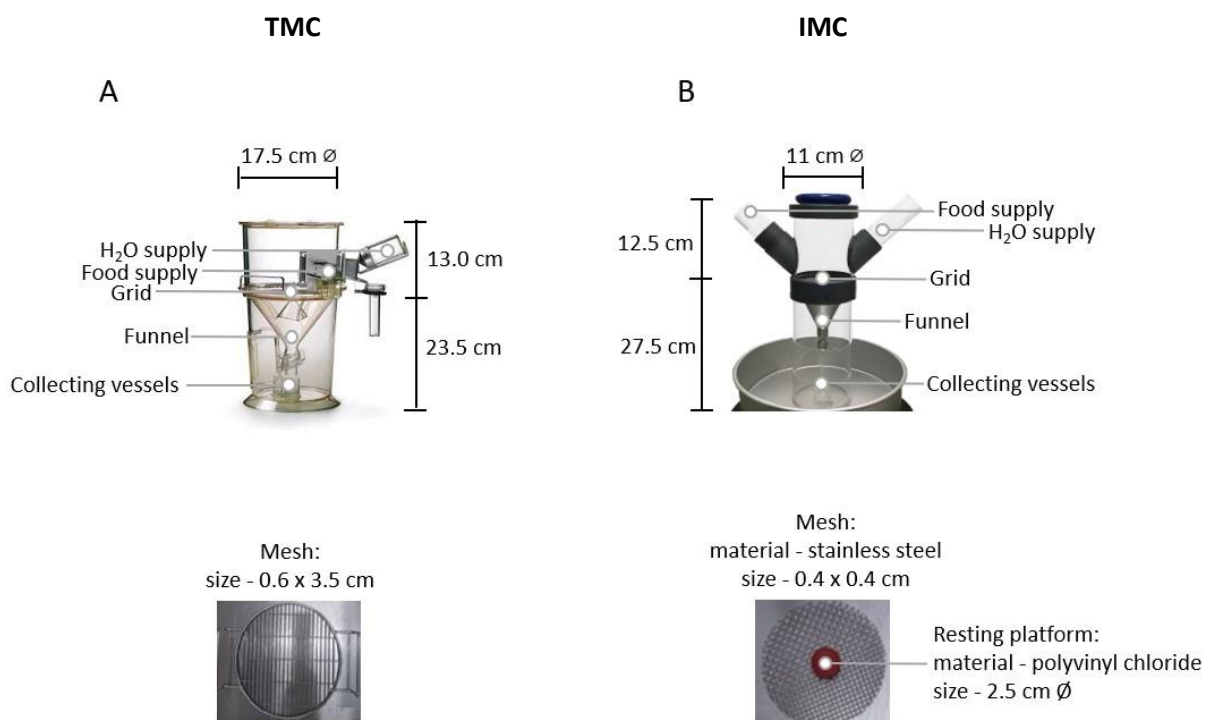 TMC
IMC
A
B
17.5 cm ⌀
H₂O supply
Food supply
Grid
Funnel
Collecting vessels
13.0 cm
23.5 cm
11 cm ⌀
12.5 cm
27.5 cm
Food supply
H₂O supply
Grid
Funnel
Collecting vessels
Mesh:
size - 0.6 x 3.5 cm
Mesh:
material - stainless steel
size - 0.4 x 0.4 cm
Resting platform:
material - polyvinyl chloride
size - 2.5 cm Ø